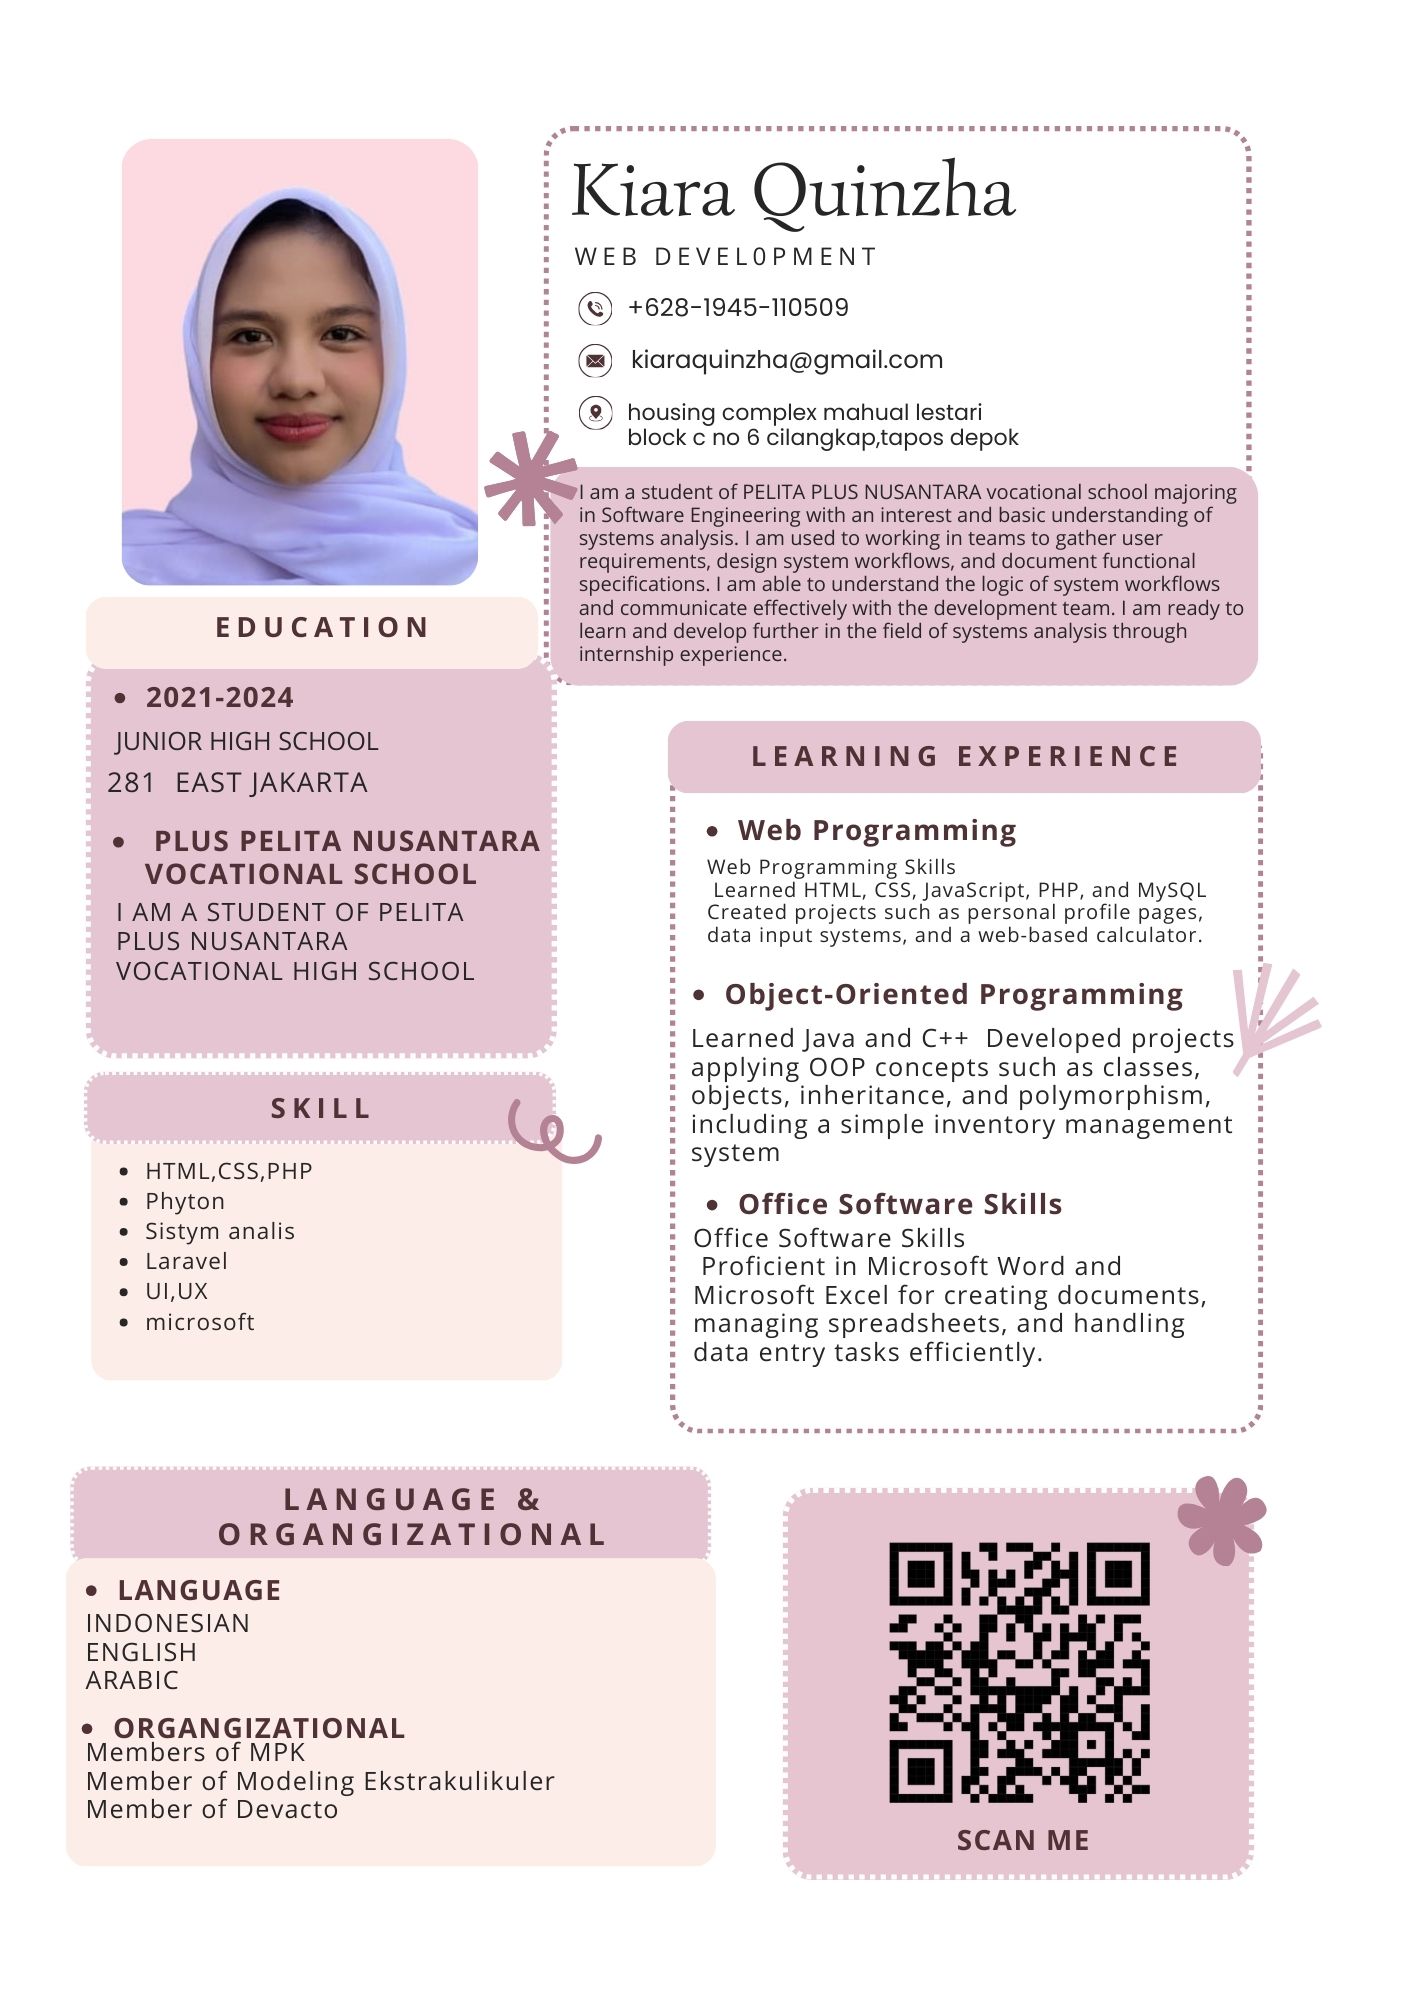 Kiara Quinzha
WEB DEVEL0PMENT
+628-1945-110509
kiaraquinzha@gmail.com
housing complex mahual lestari
block c no 6 cilangkap,tapos depok
I am a student of PELITA PLUS NUSANTARA vocational school majoring
in Software Engineering with an interest and basic understanding of
systems analysis. I am used to working in teams to gather user
requirements, design system workflows, and document functional
specifications. I am able to understand the logic of system workflows
and communicate effectively with the development team. I am ready to
learn and develop further in the field of systems analysis through
internship experience.
EDUCATION
• 2021-2024
JUNIOR HIGH SCHOOL
281 EAST JAKARTA
• PLUS PELITA NUSANTARA
VOCATIONAL SCHOOL
I AM A STUDENT OF PELITA
PLUS NUSANTARA
VOCATIONAL HIGH SCHOOL
SKILL
• HTML,CSS,PHP
• Phyton
• Sistym analis
• Laravel
• UI,UX
• microsoft
LEARNING EXPERIENCE
• Web Programming
Web Programming Skills
Learned HTML, CSS, JavaScript, PHP, and MySQL
Created projects such as personal profile pages,
data input systems, and a web-based calculator.
• Object-Oriented Programming
Learned Java and C++ Developed projects
applying OOP concepts such as classes,
objects, inheritance, and polymorphism,
including a simple inventory management
system
• Office Software Skills
Office Software Skills
Proficient in Microsoft Word and
Microsoft Excel for creating documents,
managing spreadsheets, and handling
data entry tasks efficiently.
LANGUAGE &
ORGANGIZATIONAL
• LANGUAGE
INDONESIAN
ENGLISH
ARABIC
• ORGANGIZATIONAL
Members of MPK
Member of Modeling Ekstrakulikuler
Member of Devacto
SCAN ME